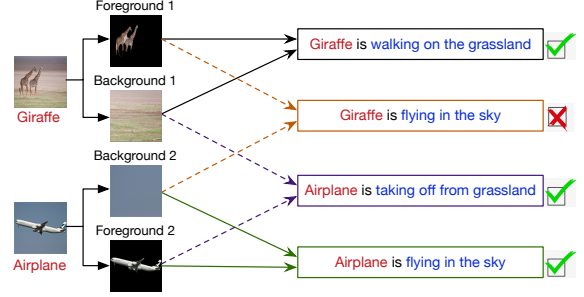 Foreground 1
Giraffe is walking on the grassland
Background 1
Giraffe
Giraffe is flying in the sky
Background 2
Airplane is taking off from grassland
Foreground 2
Airplane
Airplane is flying in the sky